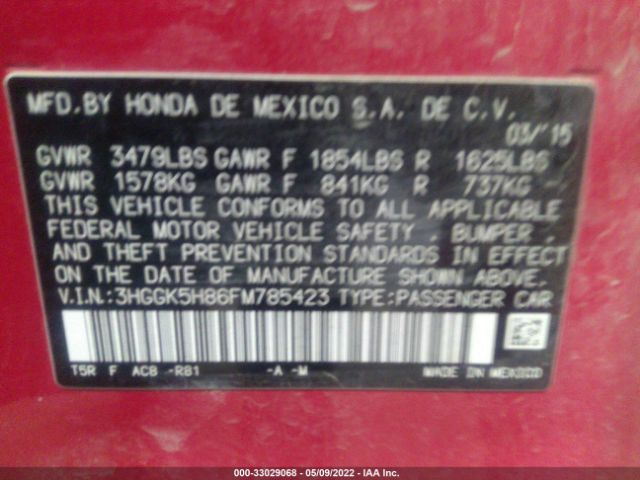 MFD.BY HONDA DE MEXICO S.A. DE C.V.
03/'15
GVWR 3479LBS GAWR F 1854LBS R 1625LBS
GVWR 1578KG GAWR F 841KG R 737KG
THIS VEHICLE CONFORMS TO ALL APPLICABLE
FEDERAL MOTOR VEHICLE SAFETY , BUMPER ,
AND THEFT PREVENTION STANDARDS IN EFFECT
ON THE DATE OF MANUFACTURE SHOWN ABOVE.
V.I.N.:3HGGK5H86FM785423 TYPE:PASSENGER CAR
T5R F AC8 -R81 -A -M MADE IN MEXICO
000-33029068 - 05/09/2022 - IAA Inc.